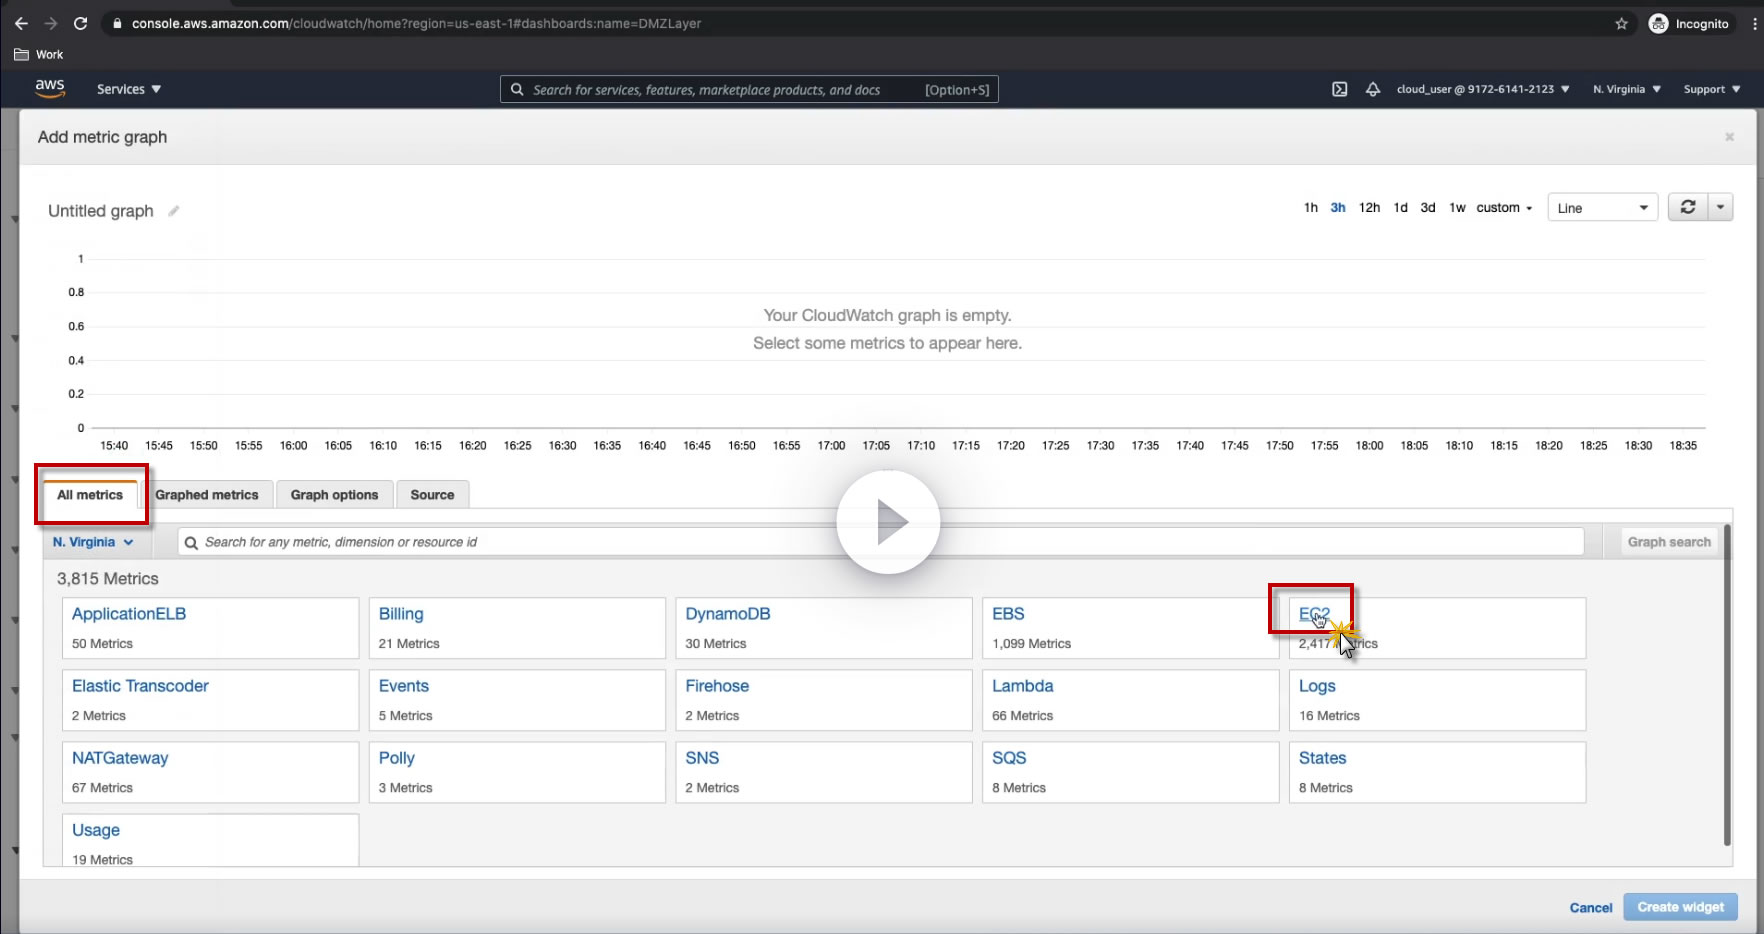 console.aws.amazon.com/cloudwatch/home?region=us-east-1#dashboards:name=DMZLayer
Incognito
Work
aws
Services
Search for services, features, marketplace products, and docs [Option+S]
cloud_user @ 9172-6141-2123
N. Virginia
Support
Add metric graph
Untitled graph
1h 3h 12h 1d 3d 1w custom
Line
1
0.8
0.6
0.4
0.2
0
Your CloudWatch graph is empty.
Select some metrics to appear here.
15:40 15:45 15:50 15:55 16:00 16:05 16:10 16:15 16:20 16:25 16:30 16:35 16:40 16:45 16:50 16:55 17:00 17:05 17:10 17:15 17:20 17:25 17:30 17:35 17:40 17:45 17:50 17:55 18:00 18:05 18:10 18:15 18:20 18:25 18:30 18:35
All metrics
Graphed metrics
Graph options
Source
N. Virginia
Search for any metric, dimension or resource id
Graph search
3,815 Metrics
ApplicationELB
50 Metrics
Billing
21 Metrics
DynamoDB
30 Metrics
EBS
1,099 Metrics
EC2
2,417 Metrics
Elastic Transcoder
2 Metrics
Events
5 Metrics
Firehose
2 Metrics
Lambda
66 Metrics
Logs
16 Metrics
NATGateway
67 Metrics
Polly
3 Metrics
SNS
2 Metrics
SQS
8 Metrics
States
8 Metrics
Usage
19 Metrics
Cancel
Create widget